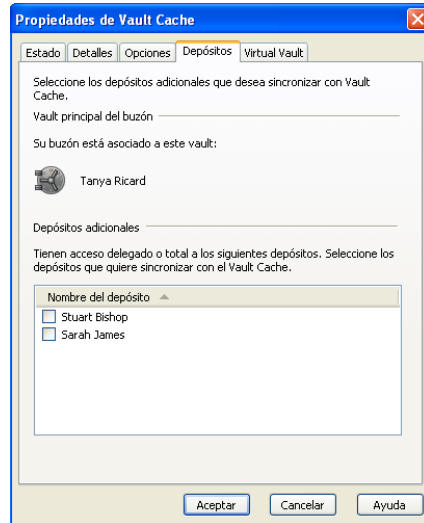 Propiedades de Vault Cache
Estado Detalles Opciones Depósitos Virtual Vault
Seleccione los depósitos adicionales que desea sincronizar con Vault
Cache.
Vault principal del buzón
Su buzón está asociado a este vault:
Tanya Ricard
Depósitos adicionales
Tienen acceso delegado o total a los siguientes depósitos. Seleccione los
depósitos que quiere sincronizar con el Vault Cache.
Nombre del depósito
Stuart Bishop
Sarah James
Aceptar Cancelar Ayuda